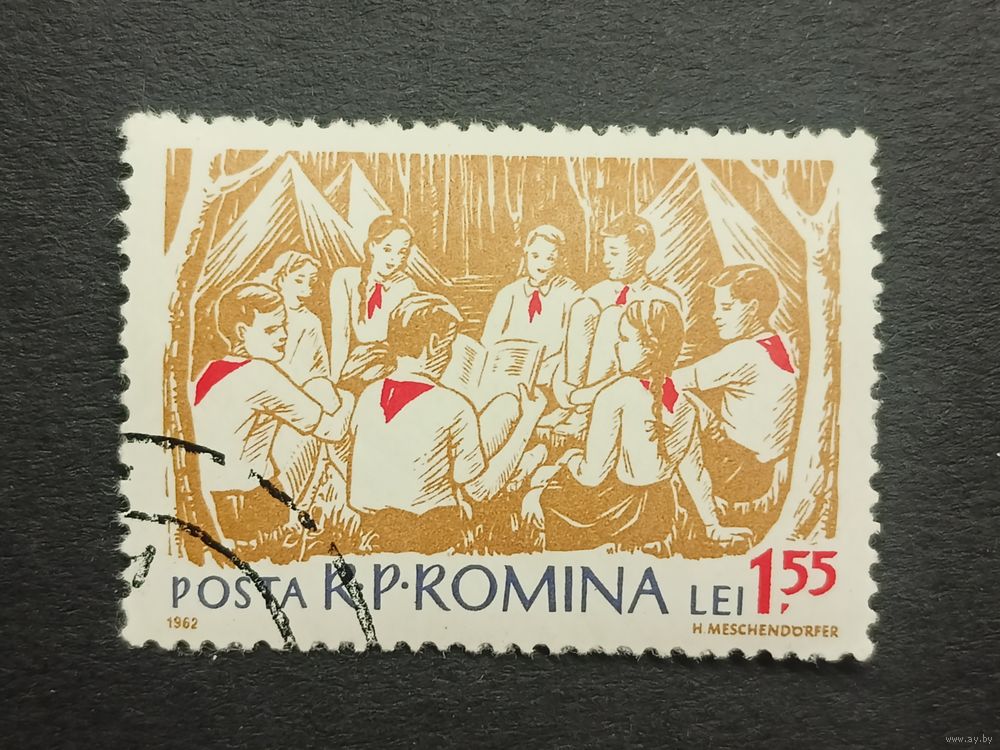 POSTA R.P.ROMINA LEI 1,55
1962 H MESCHENDÖRFER
www.ay.by